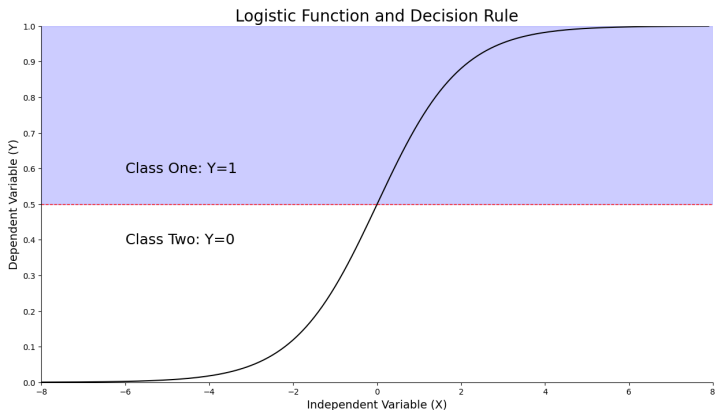 Logistic Function and Decision Rule
1.0
0.9
0.8
0.7
0.6
Class One: Y=1
0.5
0.4
Class Two: Y=0
0.3
0.2
0.1
0.0
Dependent Variable (Y)
−8 −6 −4 −2 0 2 4 6 8
Independent Variable (X)